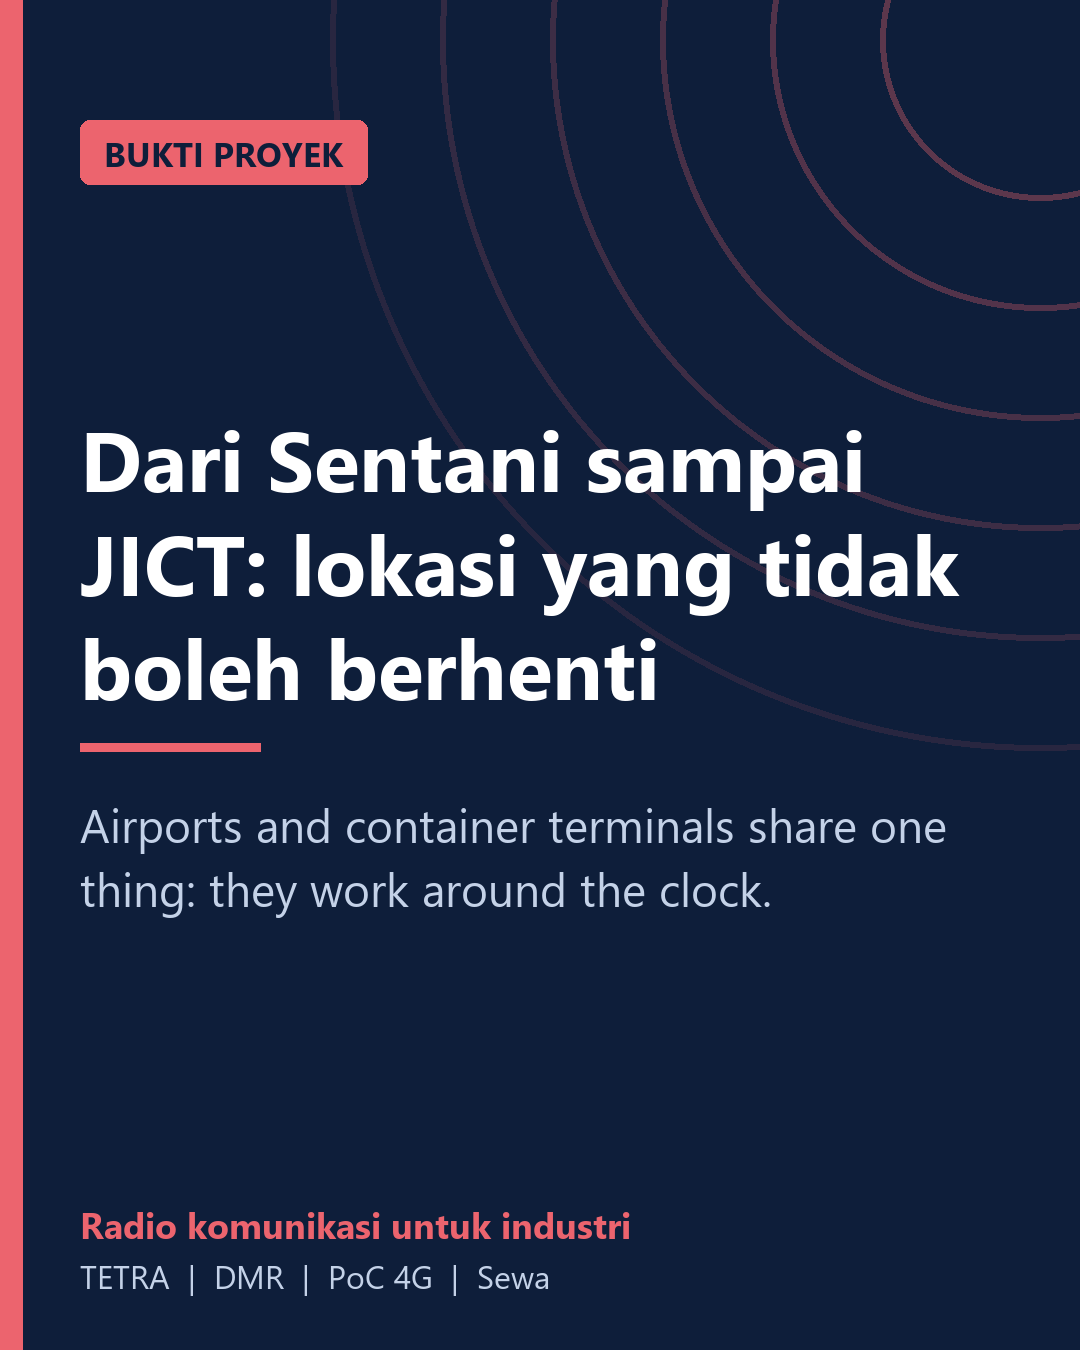 BUKTI PROYEK
Dari Sentani sampai
JICT: lokasi yang tidak
boleh berhenti
Airports and container terminals share one
thing: they work around the clock.
Radio komunikasi untuk industri
TETRA | DMR | PoC 4G | Sewa